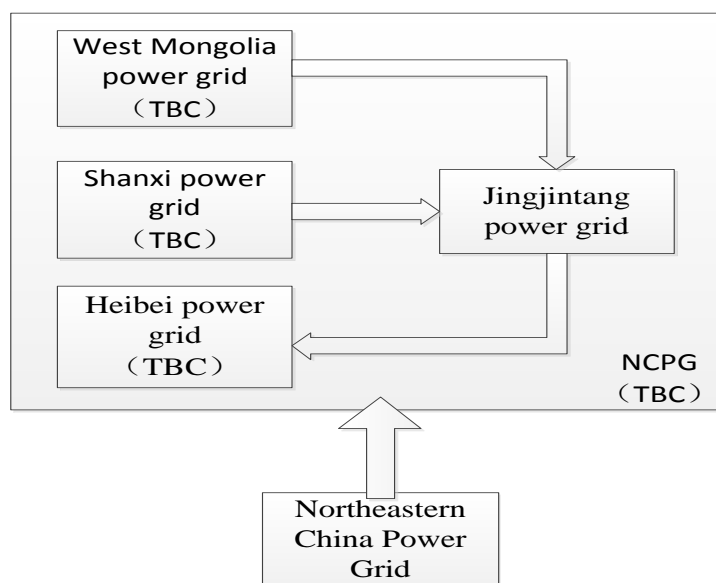 West Mongolia
power grid
（TBC）
Shanxi power
grid
（TBC）
Jingjintang
power grid
Heibei power
grid
（TBC）
NCPG
（TBC）
Northeastern
China Power
Grid